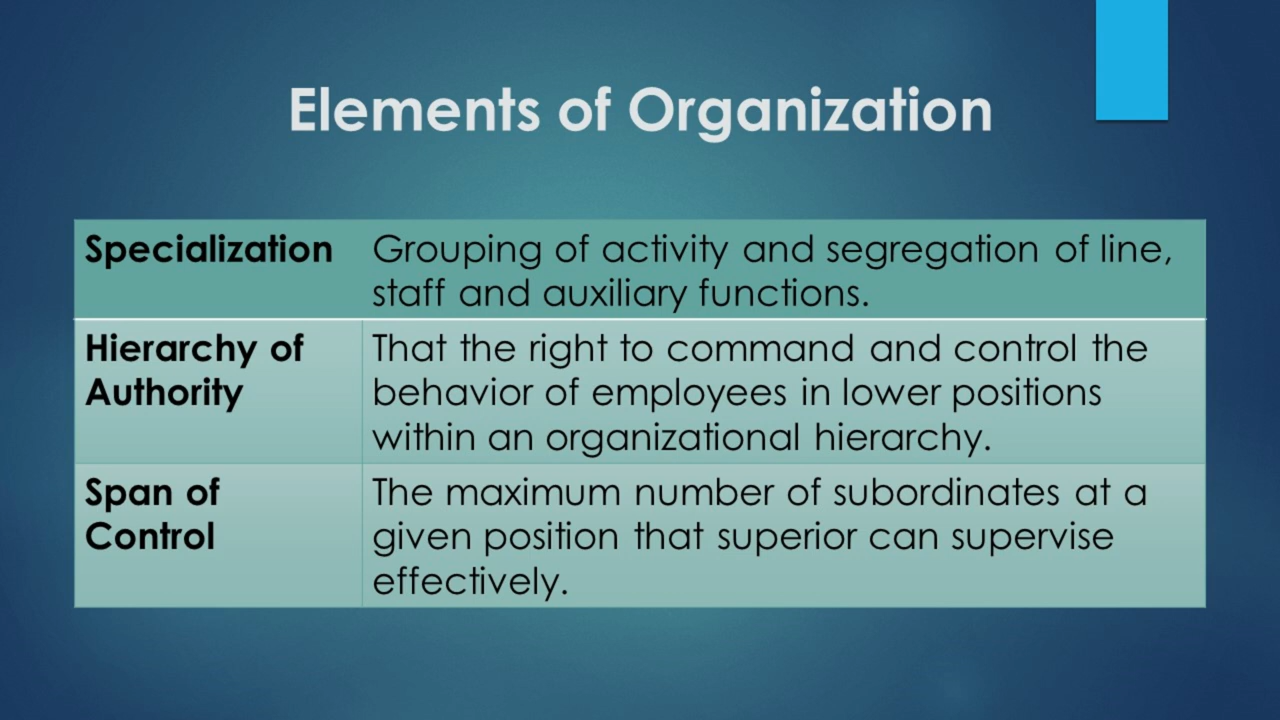 Elements of Organization
Specialization
Grouping of activity and segregation of line,
staff and auxiliary functions.
Hierarchy of
Authority
That the right to command and control the
behavior of employees in lower positions
within an organizational hierarchy.
Span of
Control
The maximum number of subordinates at a
given position that superior can supervise
effectively.